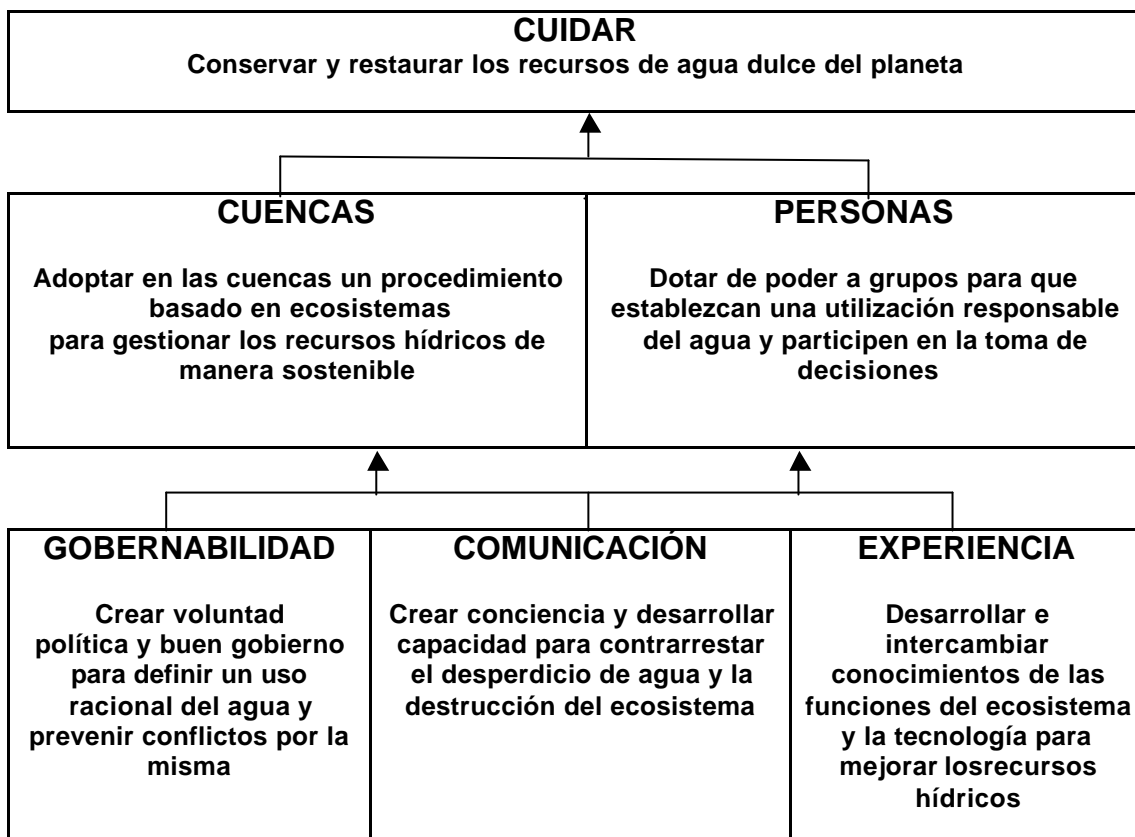 CUIDAR
Conservar y restaurar los recursos de agua dulce del planeta
CUENCAS
Adoptar en las cuencas un procedimiento
basado en ecosistemas
para gestionar los recursos hídricos de
manera sostenible
PERSONAS
Dotar de poder a grupos para que
establezcan una utilización responsable
del agua y participen en la toma de
decisiones
GOBERNABILIDAD
Crear voluntad
política y buen gobierno
para definir un uso
racional del agua y
prevenir conflictos por la
misma
COMUNICACIÓN
Crear conciencia y desarrollar
capacidad para contrarrestar
el desperdicio de agua y la
destrucción del ecosistema
EXPERIENCIA
Desarrollar e
intercambiar
conocimientos de las
funciones del ecosistema
y la tecnología para
mejorar losrecursos
hídricos